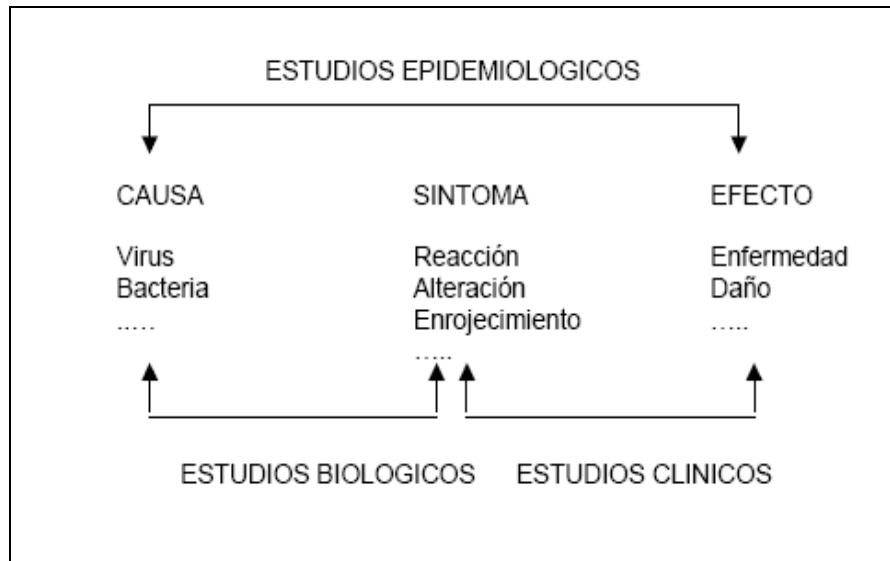 ESTUDIOS EPIDEMIOLOGICOS
CAUSA SINTOMA EFECTO
Virus Reacción Enfermedad
Bacteria Alteración Daño
..... Enrojecimiento .....
.....
ESTUDIOS BIOLOGICOS ESTUDIOS CLINICOS